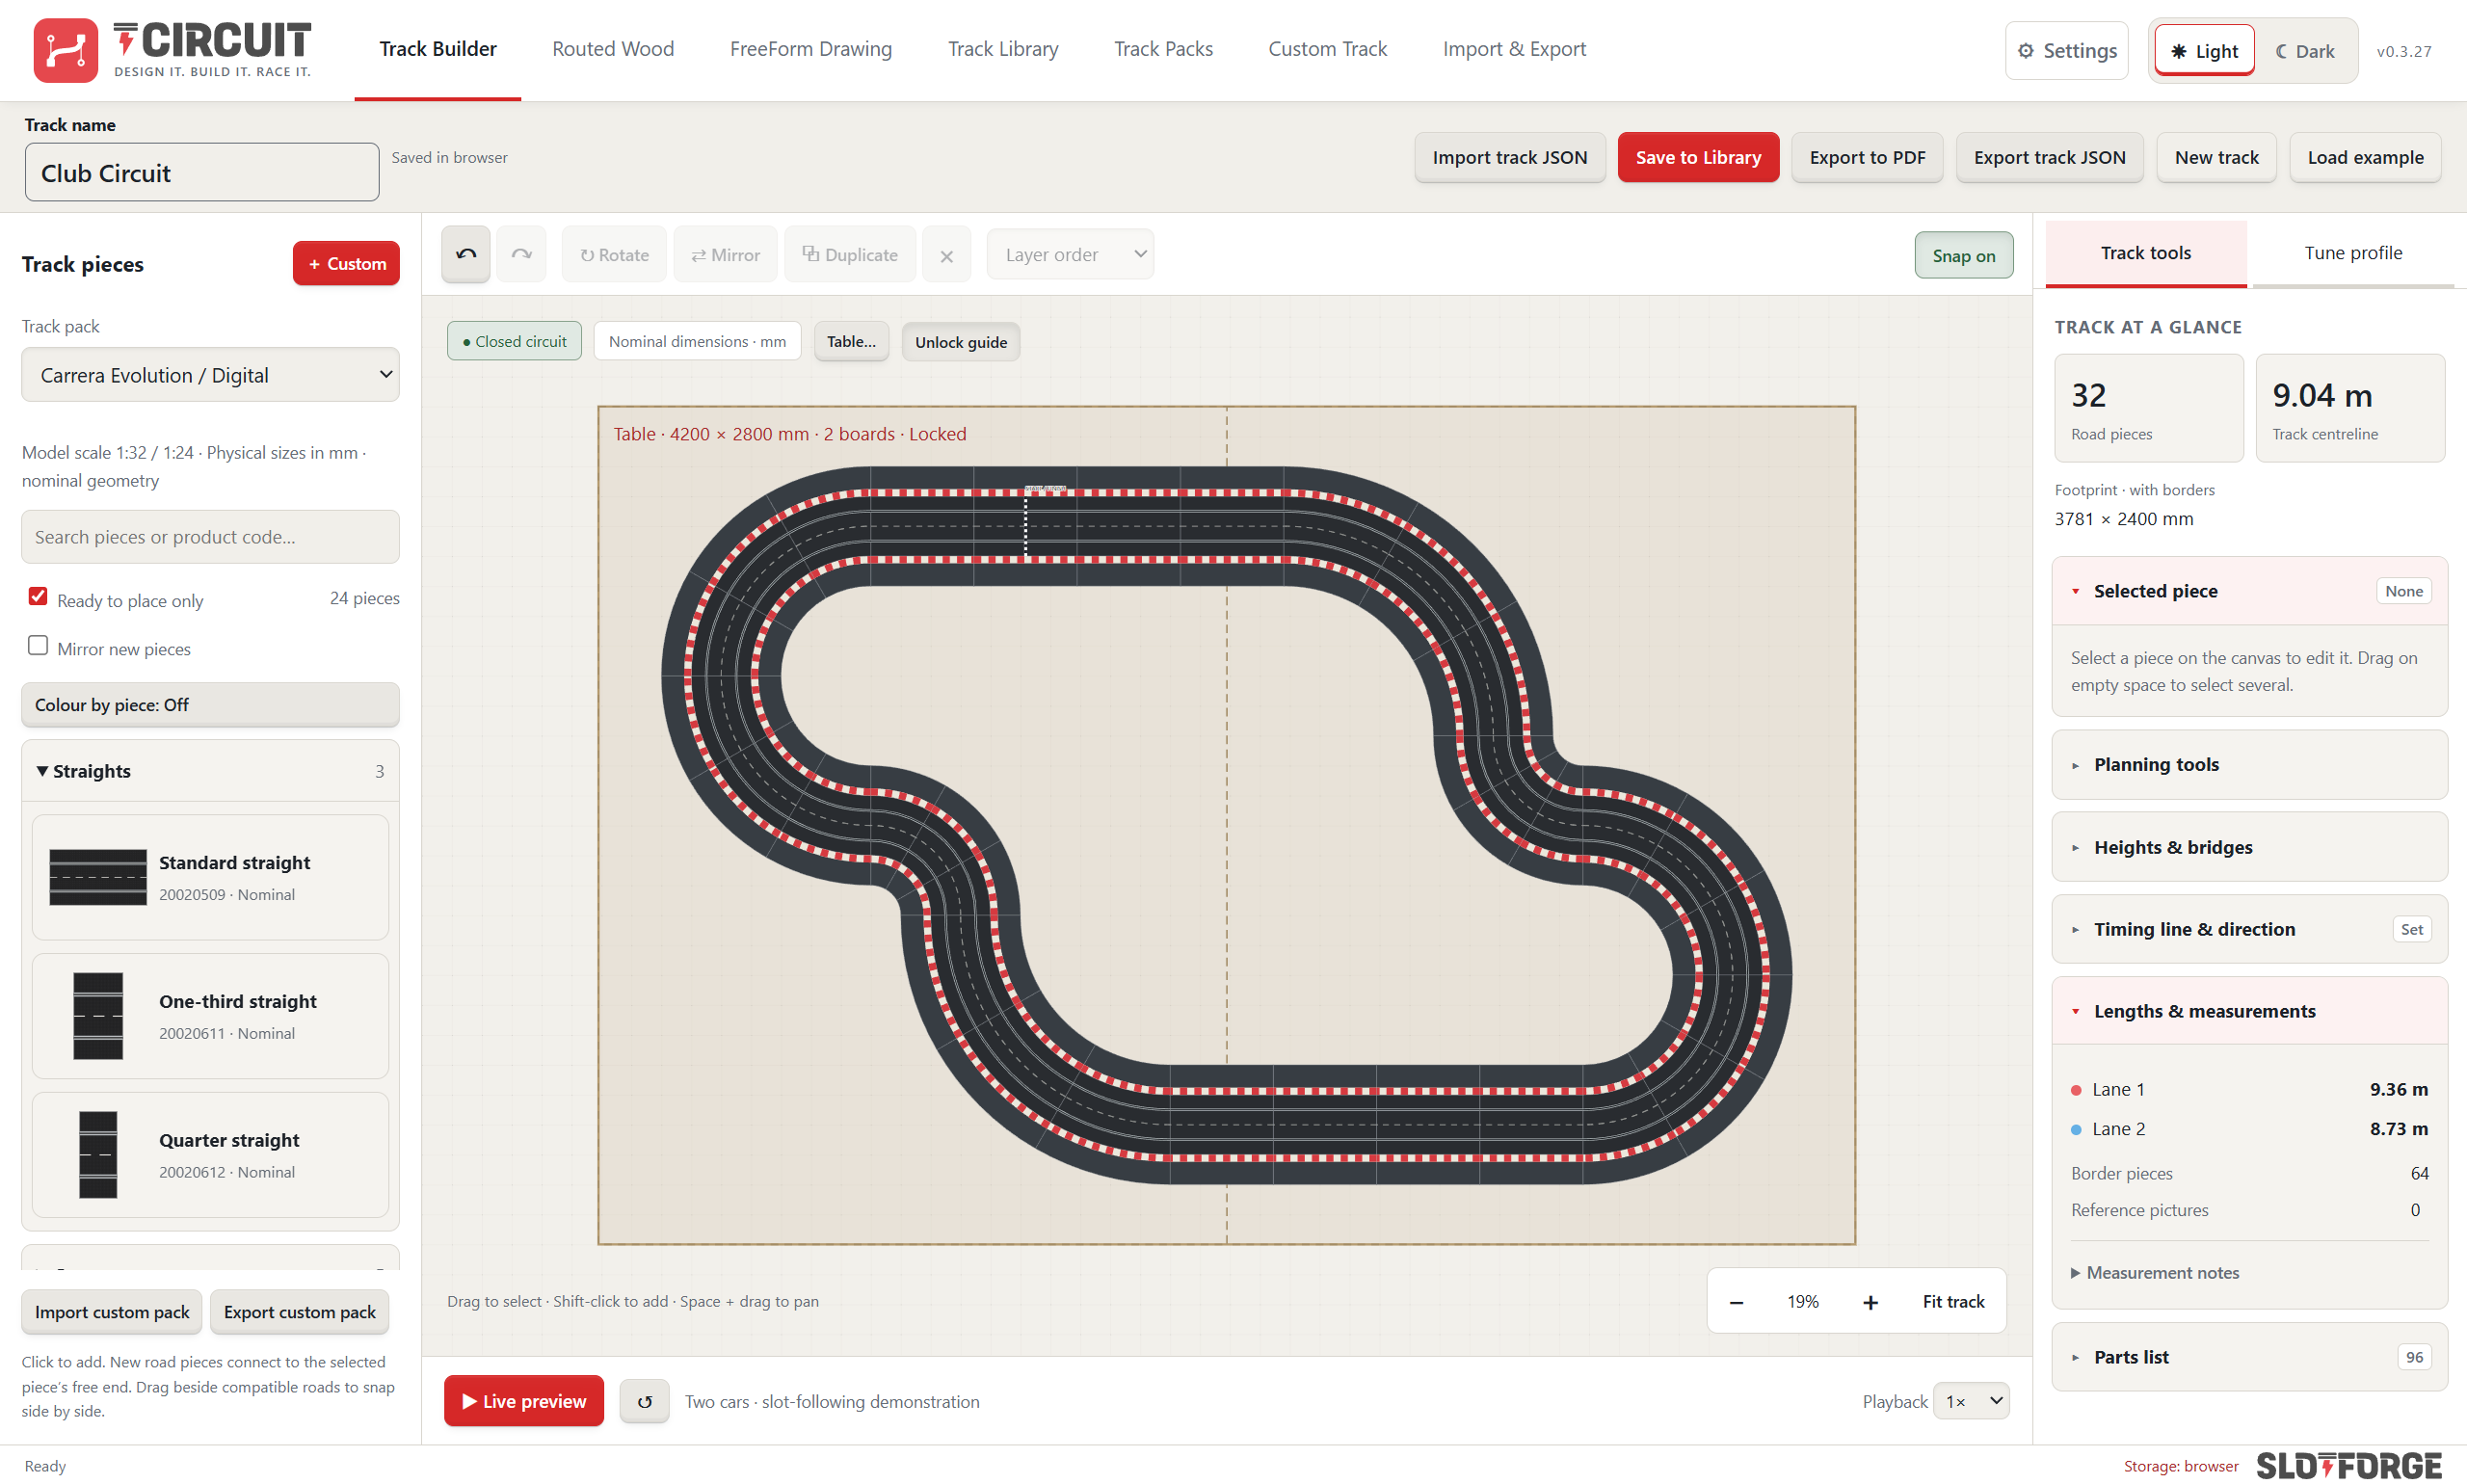 CIRCUIT
DESIGN IT. BUILD IT. RACE IT.
Track Builder
Routed Wood
FreeForm Drawing
Track Library
Track Packs
Custom Track
Import & Export
Settings
Light
Dark
v0.3.27
Track name
Club Circuit
Saved in browser
Import track JSON
Save to Library
Export to PDF
Export track JSON
New track
Load example
Track pieces
+ Custom
Track pack
Carrera Evolution / Digital
Model scale 1:32 / 1:24 · Physical sizes in mm ·
nominal geometry
Search pieces or product code...
Ready to place only
24 pieces
Mirror new pieces
Colour by piece: Off
Straights
3
Standard straight
20020509 · Nominal
One-third straight
20020611 · Nominal
Quarter straight
20020612 · Nominal
Import custom pack
Export custom pack
Click to add. New road pieces connect to the selected
piece's free end. Drag beside compatible roads to snap
side by side.
Rotate
Mirror
Duplicate
×
Layer order
Snap on
Closed circuit
Nominal dimensions · mm
Table...
Unlock guide
Table · 4200 × 2800 mm · 2 boards · Locked
Drag to select · Shift-click to add · Space + drag to pan
−
19%
+
Fit track
Live preview
Two cars · slot-following demonstration
Playback
1×
Track tools
Tune profile
TRACK AT A GLANCE
32
Road pieces
9.04 m
Track centreline
Footprint · with borders
3781 × 2400 mm
Selected piece
None
Select a piece on the canvas to edit it. Drag on
empty space to select several.
Planning tools
Heights & bridges
Timing line & direction
Set
Lengths & measurements
Lane 1
9.36 m
Lane 2
8.73 m
Border pieces
64
Reference pictures
0
Measurement notes
Parts list
96
Ready
Storage: browser
SLOTFORGE